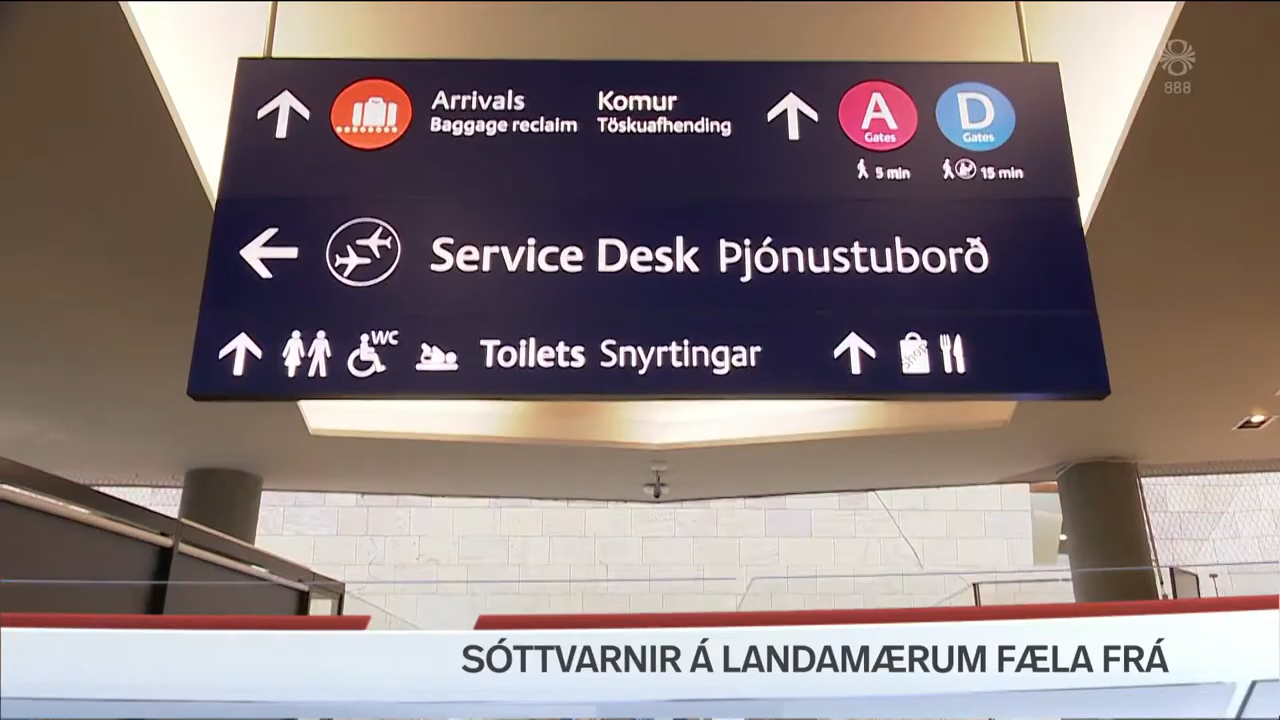 888
Arrivals Komur
Baggage reclaim Töskuafhending
A
Gates
5 min
D
Gates
15 min
Service Desk Þjónustuborð
WC
Toilets Snyrtingar
shop
SÓTTVARNIR Á LANDAMÆRUM FÆLA FRÁ